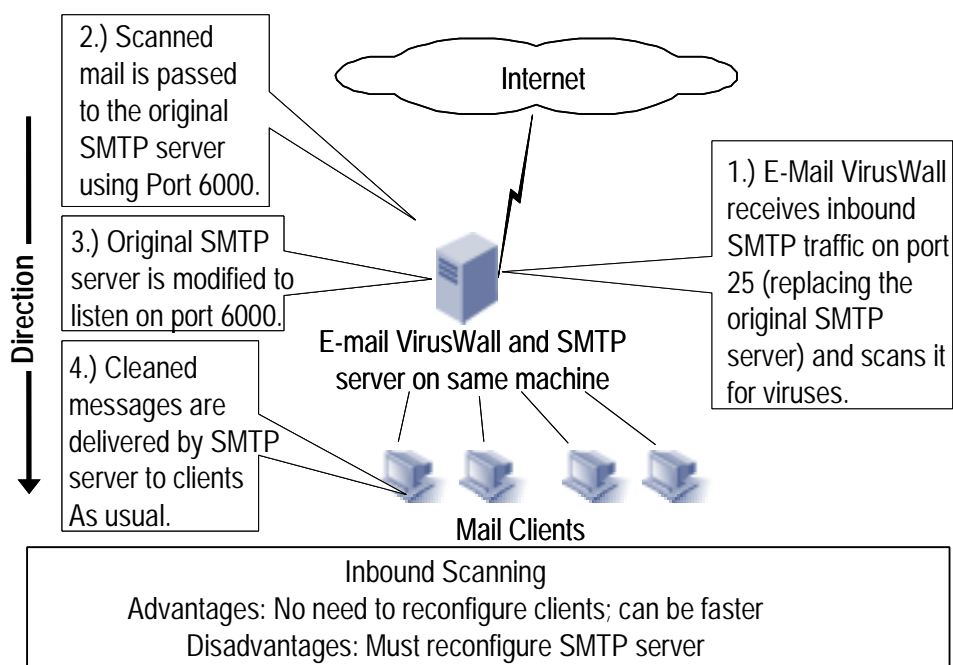 2.) Scanned
mail is passed
to the original
SMTP server
using Port 6000.
Internet
1.) E-Mail VirusWall
receives inbound
SMTP traffic on port
25 (replacing the
original SMTP
server) and scans it
for viruses.
3.) Original SMTP
server is modified to
listen on port 6000.
Direction
E-mail VirusWall and SMTP
server on same machine
4.) Cleaned
messages are
delivered by SMTP
server to clients
As usual.
Mail Clients
Inbound Scanning
Advantages: No need to reconfigure clients; can be faster
Disadvantages: Must reconfigure SMTP server